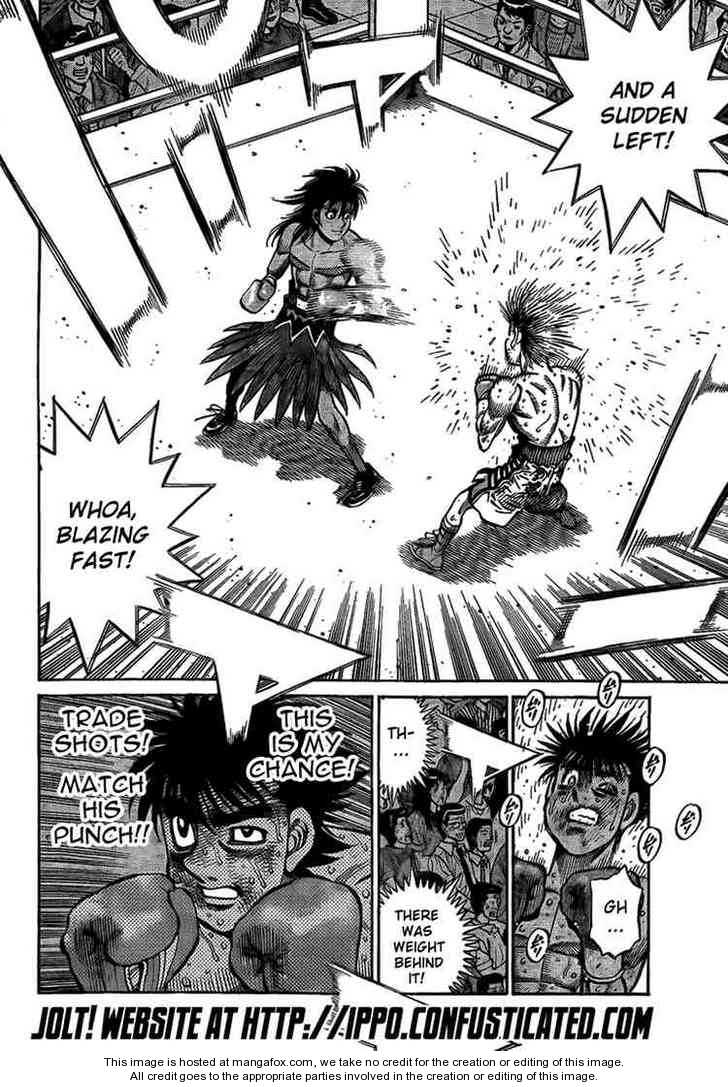 AND A
SUDDEN
LEFT!
WHOA,
BLAZING
FAST!
TRADE
SHOTS!
MATCH
HIS
PUNCH!!
THIS
IS MY
CHANCE!
TH-
...
THERE
WAS
WEIGHT
BEHIND
IT!
GH
...
JOLT! WEBSITE AT HTTP://IPPO.CONFUSTICATED.COM
This image is hosted at mangafox.com, we take no credit for the creation or editing of this image.
All credit goes to the appropriate parties involved in the creation or editing of this image.